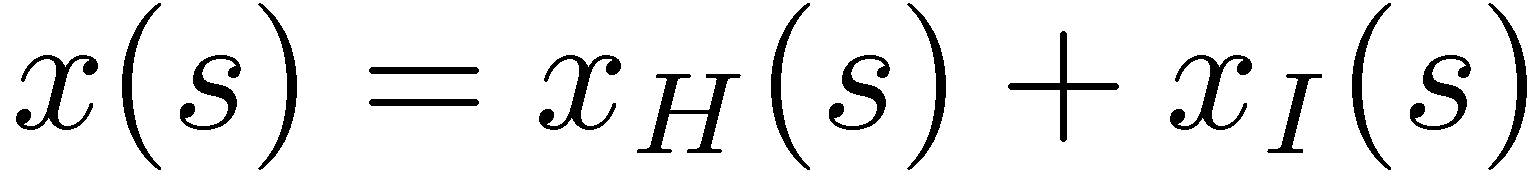 x(s) = x_H(s) + x_I(s)